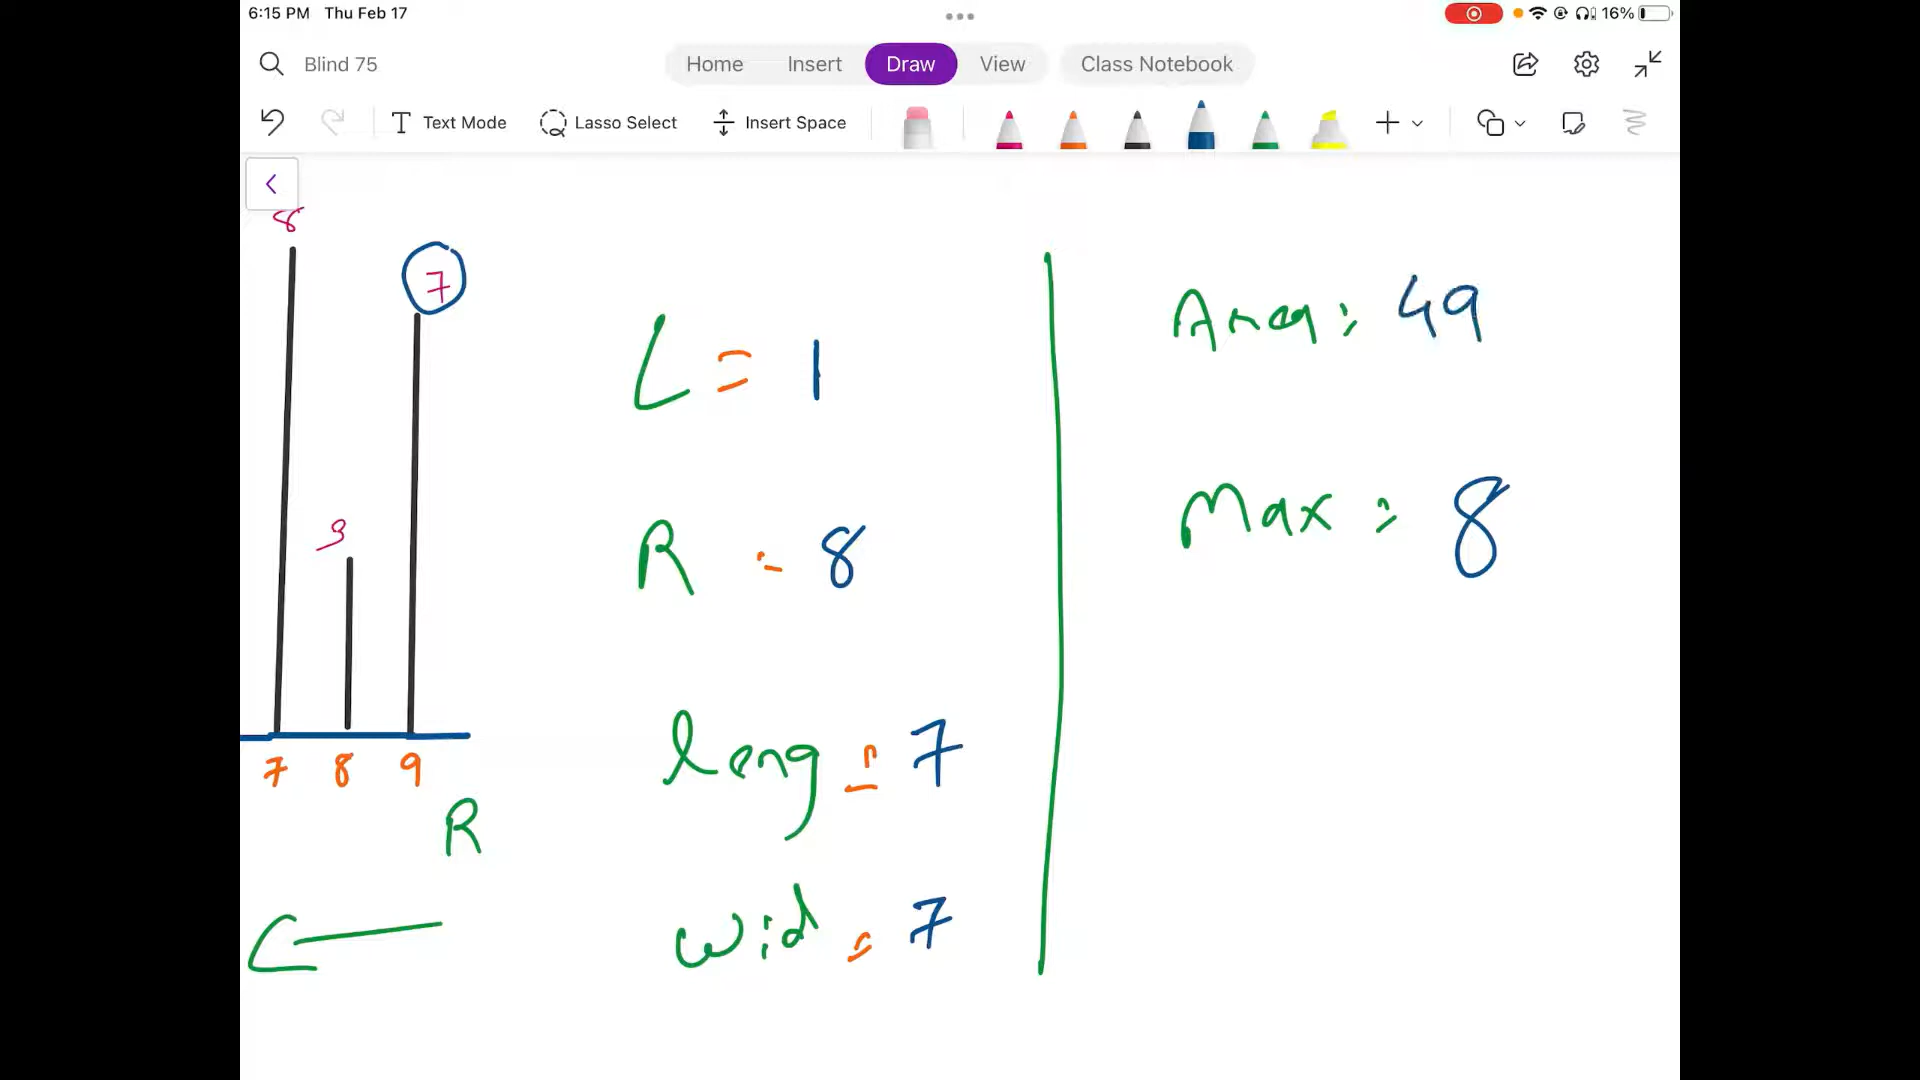 6:15 PM Thu Feb 17
16%
Blind 75
Home Insert Draw View Class Notebook
Text Mode Lasso Select Insert Space
8
7
3
7 8 9
R
L = 1
R = 8
leng = 7
wid = 7
Area: 49
Max: 8